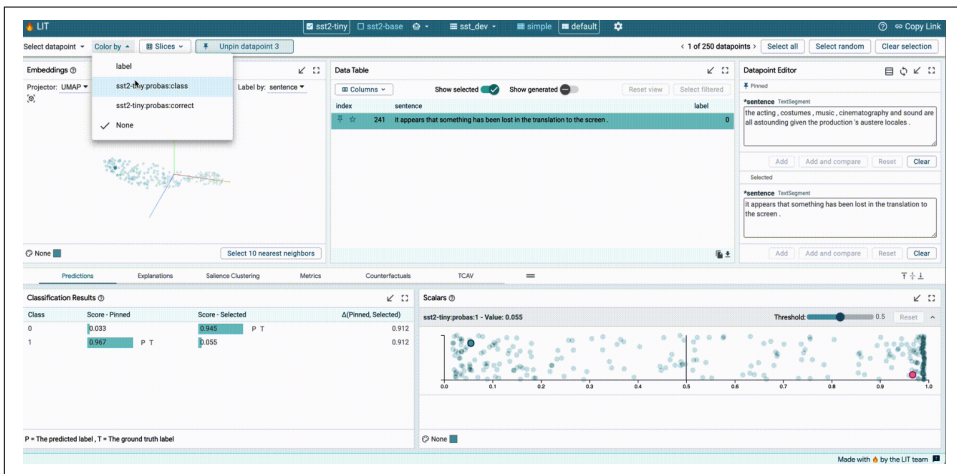 LIT
sst2-tiny sst2-base sst_dev simple default Copy Link
Select datapoint Color by Slices Unpin datapoint 3 < 1 of 250 datapoints > Select all Select random Clear selection
label
sst2-tiny:probas:class
sst2-tiny:probas:correct
None
Embeddings
Projector: UMAP Label by: sentence
None Select 10 nearest neighbors
Data Table
Columns Show selected Show generated Reset view Select filtered
index sentence label
241 it appears that something has been lost in the translation to the screen . 0
Datapoint Editor
Pinned
*sentence TextSegment
the acting , costumes , music , cinematography and sound are
all astounding given the production 's austere locales .
Add Add and compare Reset Clear
Selected
*sentence TextSegment
it appears that something has been lost in the translation to
the screen .
Add Add and compare Reset Clear
Predictions Explanations Salience Clustering Metrics Counterfactuals TCAV
Classification Results
Class Score - Pinned Score - Selected Δ(Pinned, Selected)
0 0.033 0.945 P T 0.912
1 0.967 P T 0.055 0.912
P = The predicted label , T = The ground truth label
Scalars
sst2-tiny:probas:1 - Value: 0.055 Threshold: 0.5 Reset
0.0 0.1 0.2 0.3 0.4 0.5 0.6 0.7 0.8 0.9 1.0
None
Made with by the LIT team